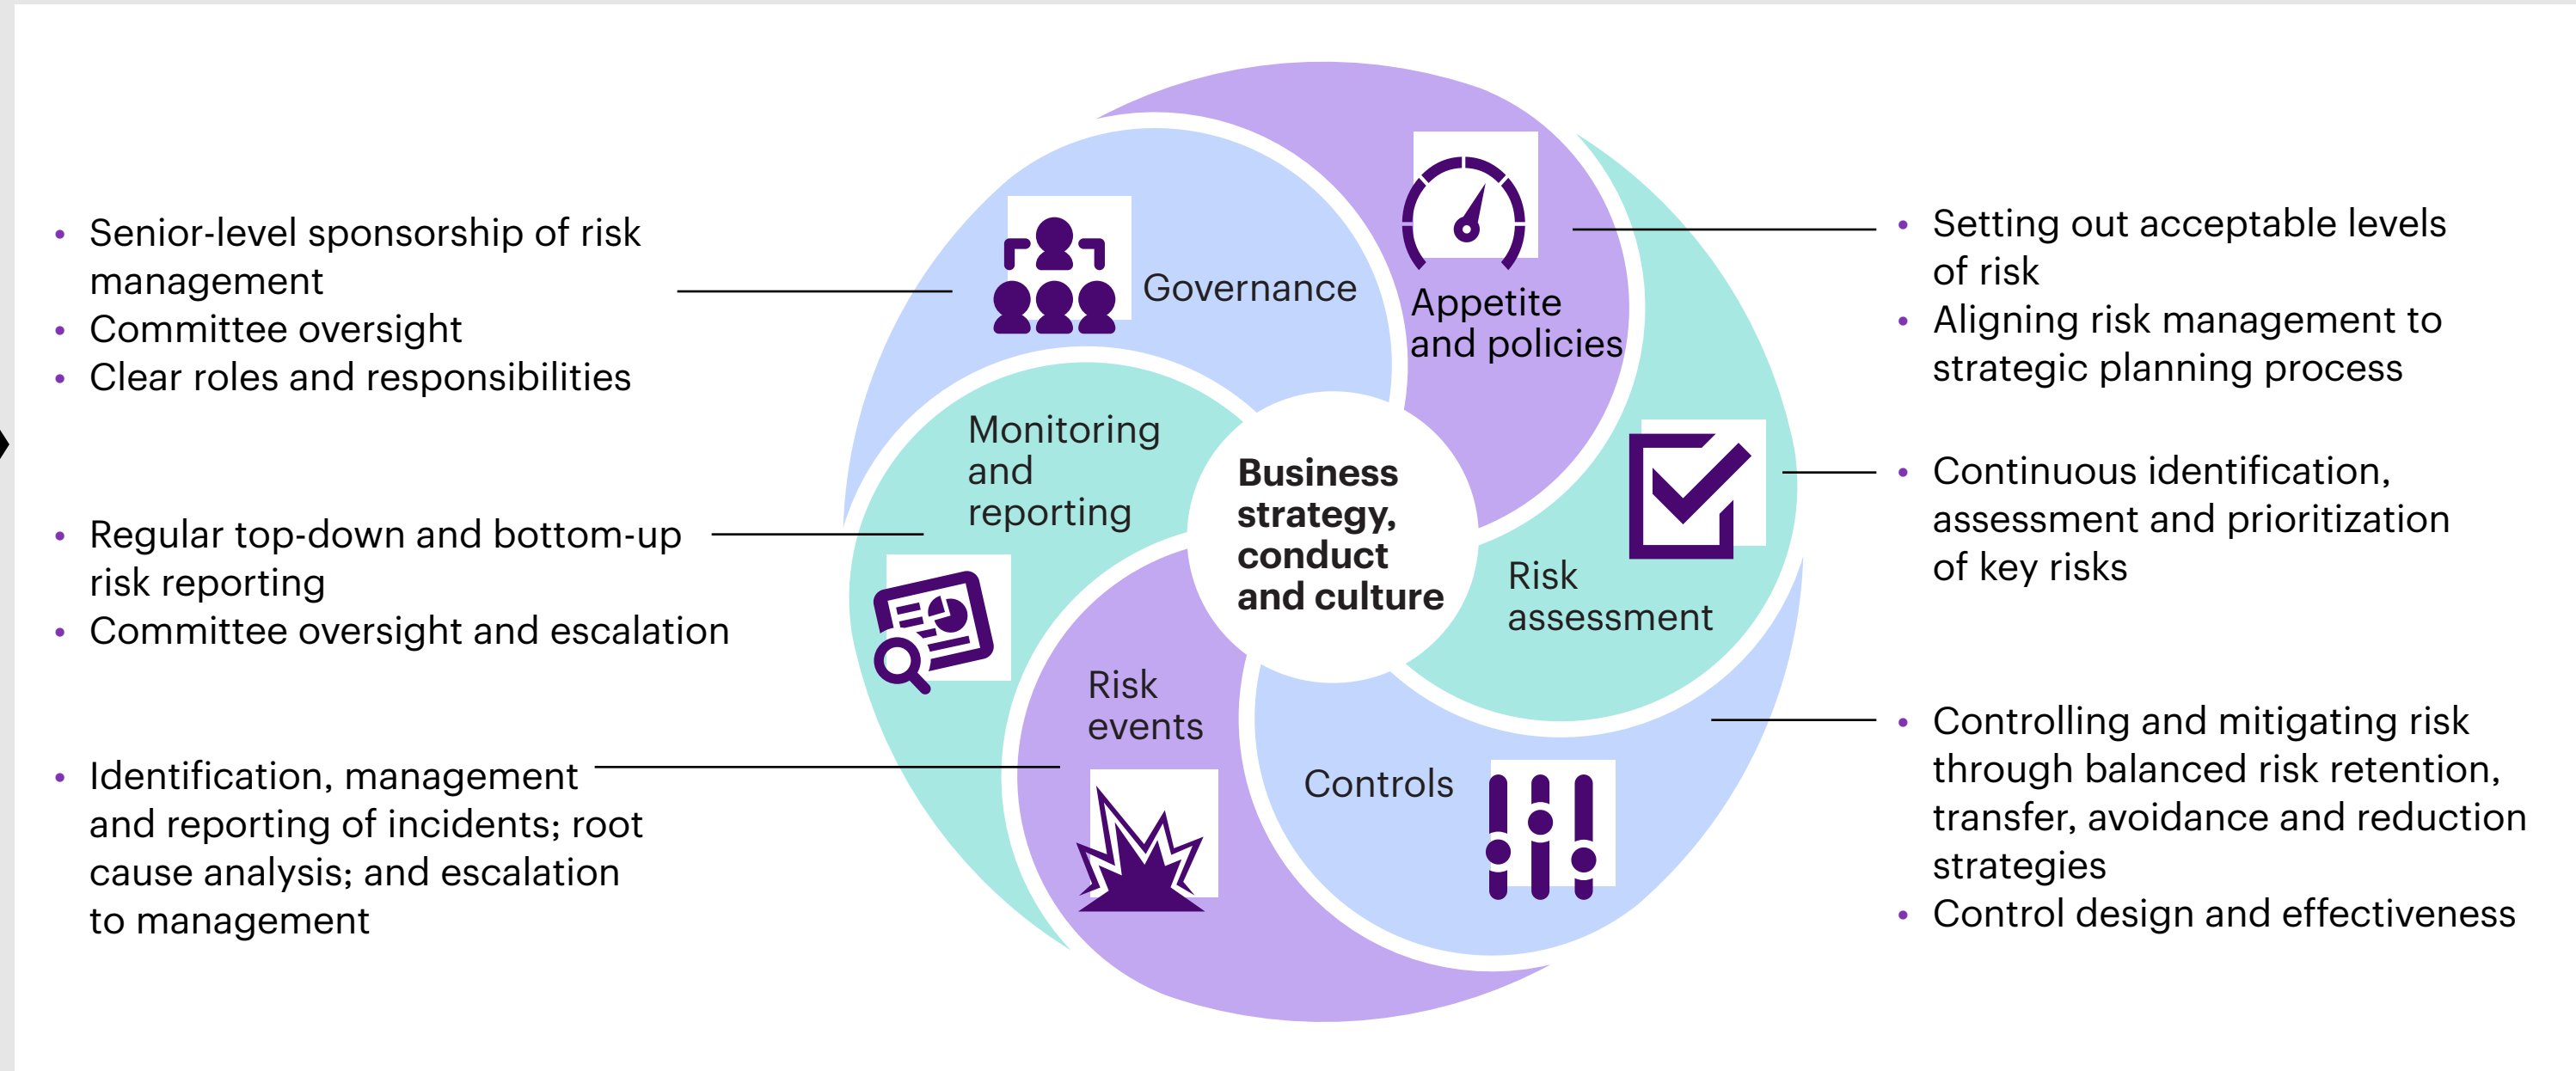 • Senior-level sponsorship of risk
management
• Committee oversight
• Clear roles and responsibilities
• Regular top-down and bottom-up
risk reporting
• Committee oversight and escalation
• Identification, management
and reporting of incidents; root
cause analysis; and escalation
to management
Governance
Appetite
and policies
Monitoring
and
reporting
Business
strategy,
conduct
and culture
Risk
assessment
Risk
events
Controls
• Setting out acceptable levels
of risk
• Aligning risk management to
strategic planning process
• Continuous identification,
assessment and prioritization
of key risks
• Controlling and mitigating risk
through balanced risk retention,
transfer, avoidance and reduction
strategies
• Control design and effectiveness